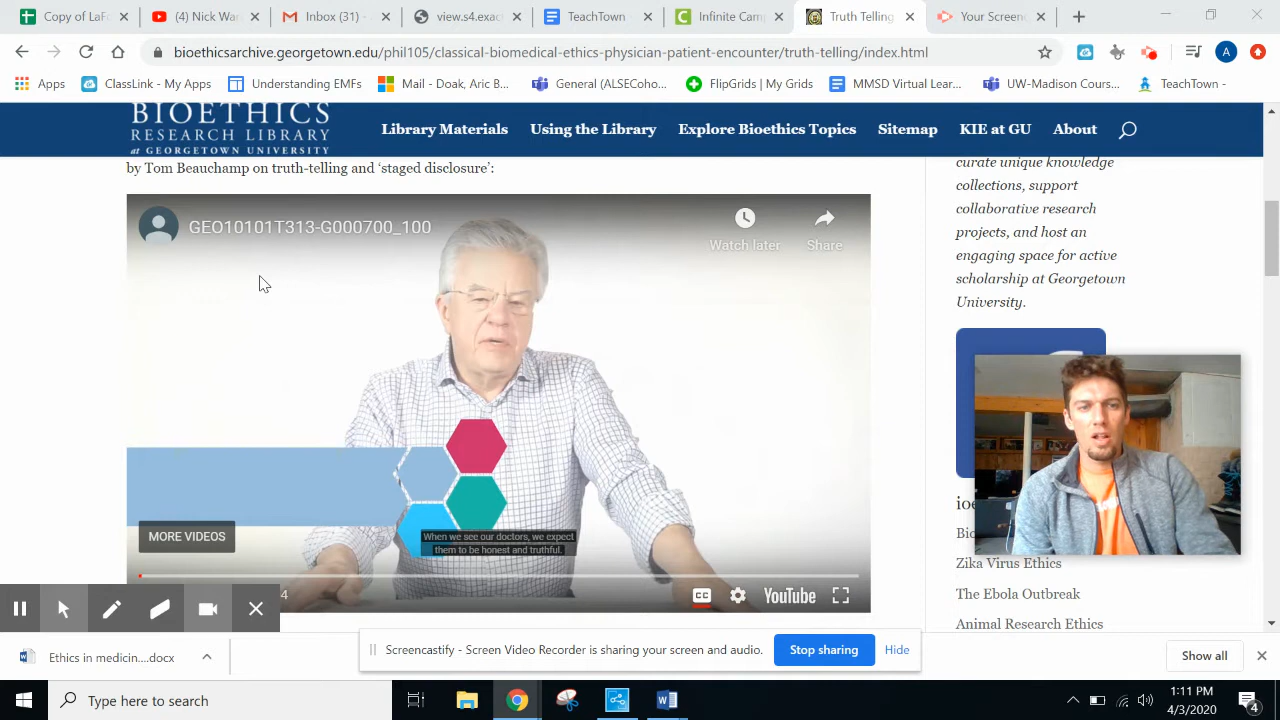 Copy of LaF
(4) Nick Wa
Inbox (31) -
view.s4.exac
TeachTown
Infinite Cam
Truth Telling
Your Screen
bioethicsarchive.georgetown.edu/phil105/classical-biomedical-ethics-physician-patient-encounter/truth-telling/index.html
A
Apps
ClassLink - My Apps
Understanding EMFs
Mail - Doak, Aric B...
General (ALSECoho...
FlipGrids | My Grids
MMSD Virtual Lear...
UW-Madison Cours...
TeachTown -
BIOETHICS
RESEARCH LIBRARY
at GEORGETOWN UNIVERSITY
Library Materials
Using the Library
Explore Bioethics Topics
Sitemap
KIE at GU
About
by Tom Beauchamp on truth-telling and ‘staged disclosure’:
GEO10101T313-G000700_100
Watch later
Share
When we see our doctors, we expect
them to be honest and truthful.
MORE VIDEOS
4
CC
YouTube
curate unique knowledge
collections, support
collaborative research
projects, and host an
engaging space for active
scholarship at Georgetown
University.
ioe
Bio
Zika Virus Ethics
The Ebola Outbreak
Animal Research Ethics
Screencastify - Screen Video Recorder is sharing your screen and audio.
Stop sharing
Hide
Ethics in medicin....docx
Show all
Type here to search
1:11 PM
4/3/2020
4